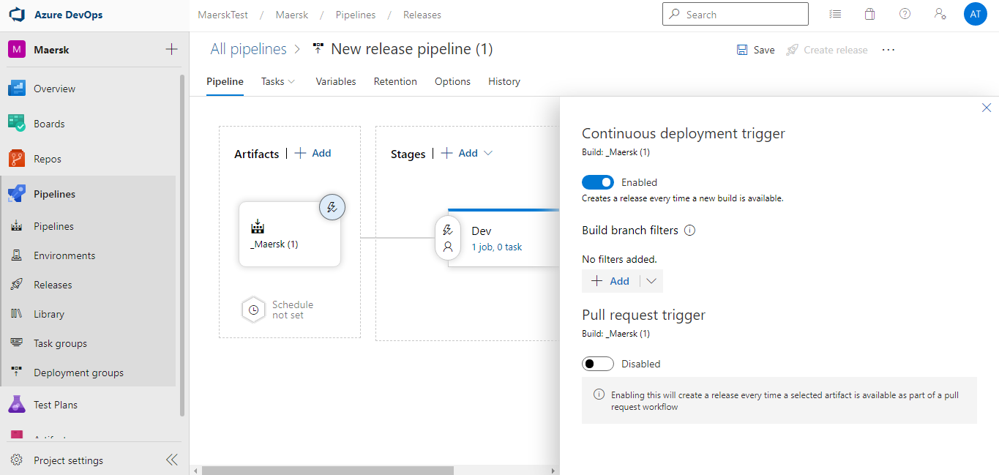 Azure DevOps
MaerskTest / Maersk / Pipelines / Releases
Search
AT
M Maersk
Overview
Boards
Repos
Pipelines
Pipelines
Environments
Releases
Library
Task groups
Deployment groups
Test Plans
Project settings
All pipelines > New release pipeline (1)
Save
Create release
...
Pipeline
Tasks
Variables
Retention
Options
History
Artifacts | + Add
_Maersk (1)
Schedule
not set
Stages | + Add
Dev
1 job, 0 task
Continuous deployment trigger
Build: _Maersk (1)
Enabled
Creates a release every time a new build is available.
Build branch filters
No filters added.
+ Add
Pull request trigger
Build: _Maersk (1)
Disabled
Enabling this will create a release every time a selected artifact is available as part of a pull
request workflow